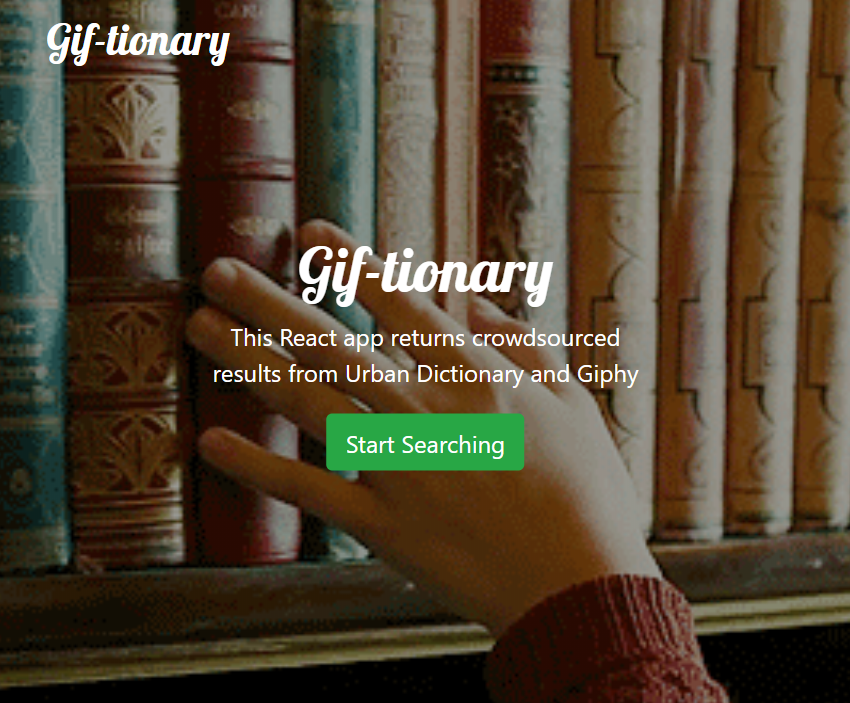 Gif-tionary
Gif-tionary
This React app returns crowdsourced
results from Urban Dictionary and Giphy
Start Searching